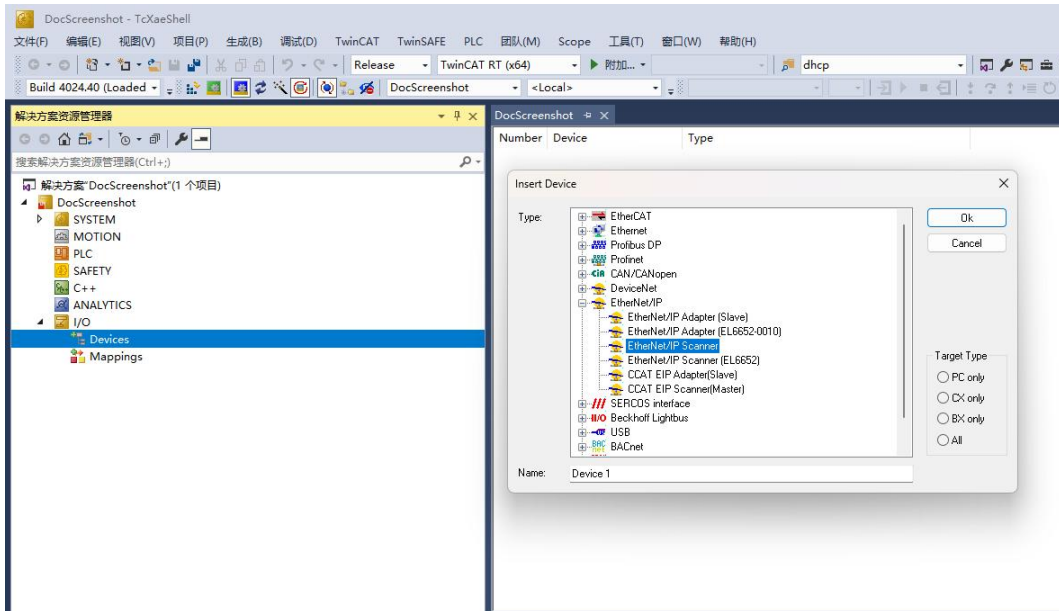 DocScreenshot - TcXaeShell
文件(F) 编辑(E) 视图(V) 项目(P) 生成(B) 调试(D) TwinCAT TwinSAFE PLC 团队(M) Scope 工具(T) 窗口(W) 帮助(H)
Release TwinCAT RT (x64) 附加... dhcp
Build 4024.40 (Loaded DocScreenshot <Local>
解决方案资源管理器
搜索解决方案资源管理器(Ctrl+;)
解决方案"DocScreenshot"(1 个项目)
DocScreenshot
SYSTEM
MOTION
PLC
SAFETY
C++
ANALYTICS
I/O
Devices
Mappings
DocScreenshot
Number Device Type
Insert Device
Type:
EtherCAT
Ethernet
Profibus DP
Profinet
CAN/CANopen
DeviceNet
EtherNet/IP
EtherNet/IP Adapter (Slave)
EtherNet/IP Adapter (EL6652-0010)
EtherNet/IP Scanner
EtherNet/IP Scanner (EL6652)
CCAT EIP Adapter(Slave)
CCAT EIP Scanner(Master)
SERCOS interface
Beckhoff Lightbus
USB
BACnet
Ok
Cancel
Target Type
PC only
CX only
BX only
All
Name: Device 1